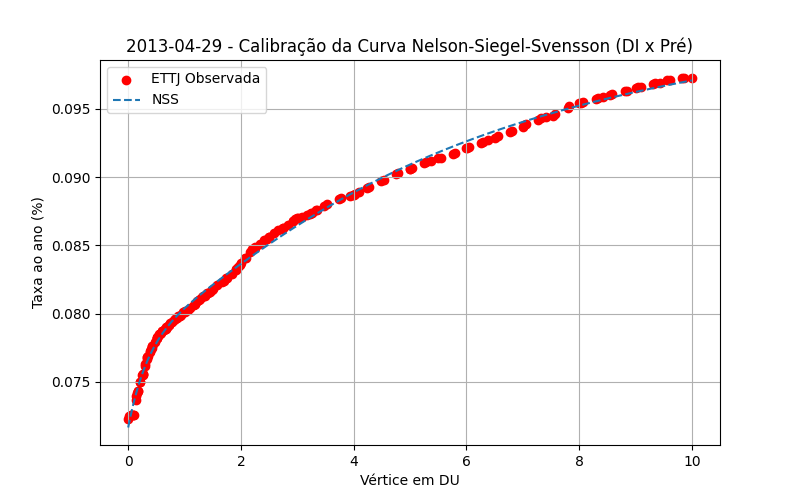 2013-04-29 - Calibração da Curva Nelson-Siegel-Svensson (DI x Pré)
ETTJ Observada
NSS
Taxa ao ano (%)
0.095
0.090
0.085
0.080
0.075
0 2 4 6 8 10
Vértice em DU